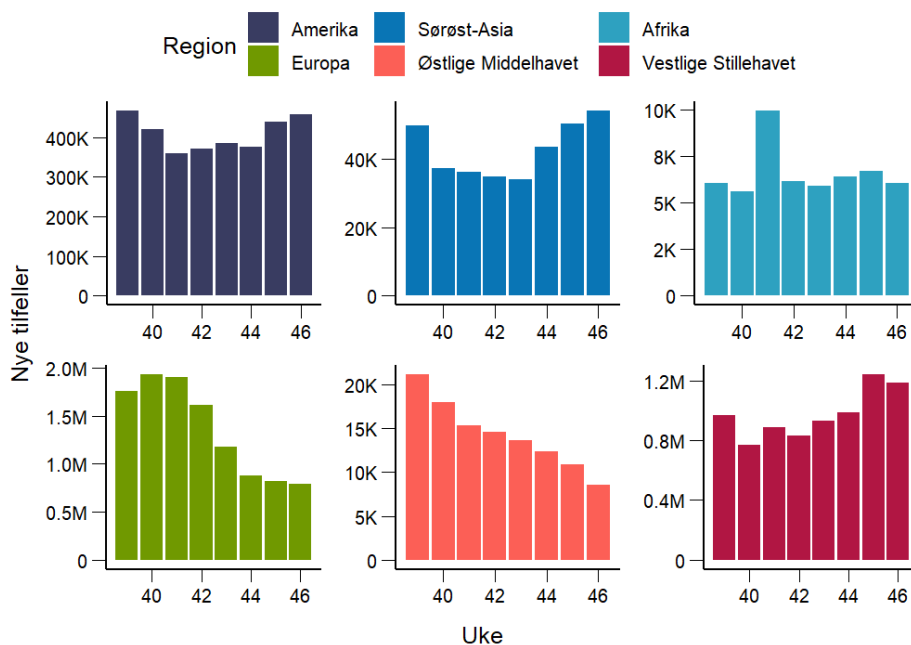 Region
Amerika
Sørøst-Asia
Afrika
Europa
Østlige Middelhavet
Vestlige Stillehavet
Nye tilfeller
400K
300K
200K
100K
0
40 42 44 46
40K
20K
0
40 42 44 46
10K
8K
5K
2K
0
40 42 44 46
2.0M
1.5M
1.0M
0.5M
0
40 42 44 46
20K
15K
10K
5K
0
40 42 44 46
1.2M
0.8M
0.4M
0
40 42 44 46
Uke